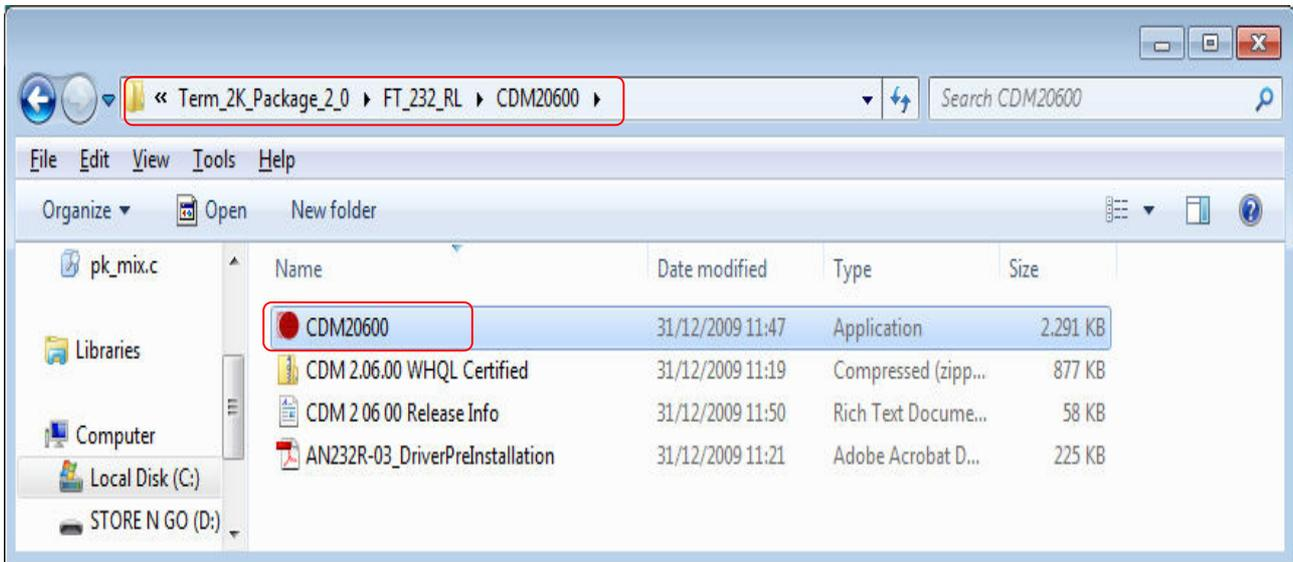 « Term_2K_Package_2_0 ▸ FT_232_RL ▸ CDM20600 ▸ Search CDM20600
File Edit View Tools Help
Organize ▾ Open New folder
pk_mix.c
Libraries
Computer
Local Disk (C:)
STORE N GO (D:)
Name Date modified Type Size
CDM20600 31/12/2009 11:47 Application 2.291 KB
CDM 2.06.00 WHQL Certified 31/12/2009 11:19 Compressed (zipp... 877 KB
CDM 2 06 00 Release Info 31/12/2009 11:50 Rich Text Docume... 58 KB
AN232R-03_DriverPreInstallation 31/12/2009 11:21 Adobe Acrobat D... 225 KB